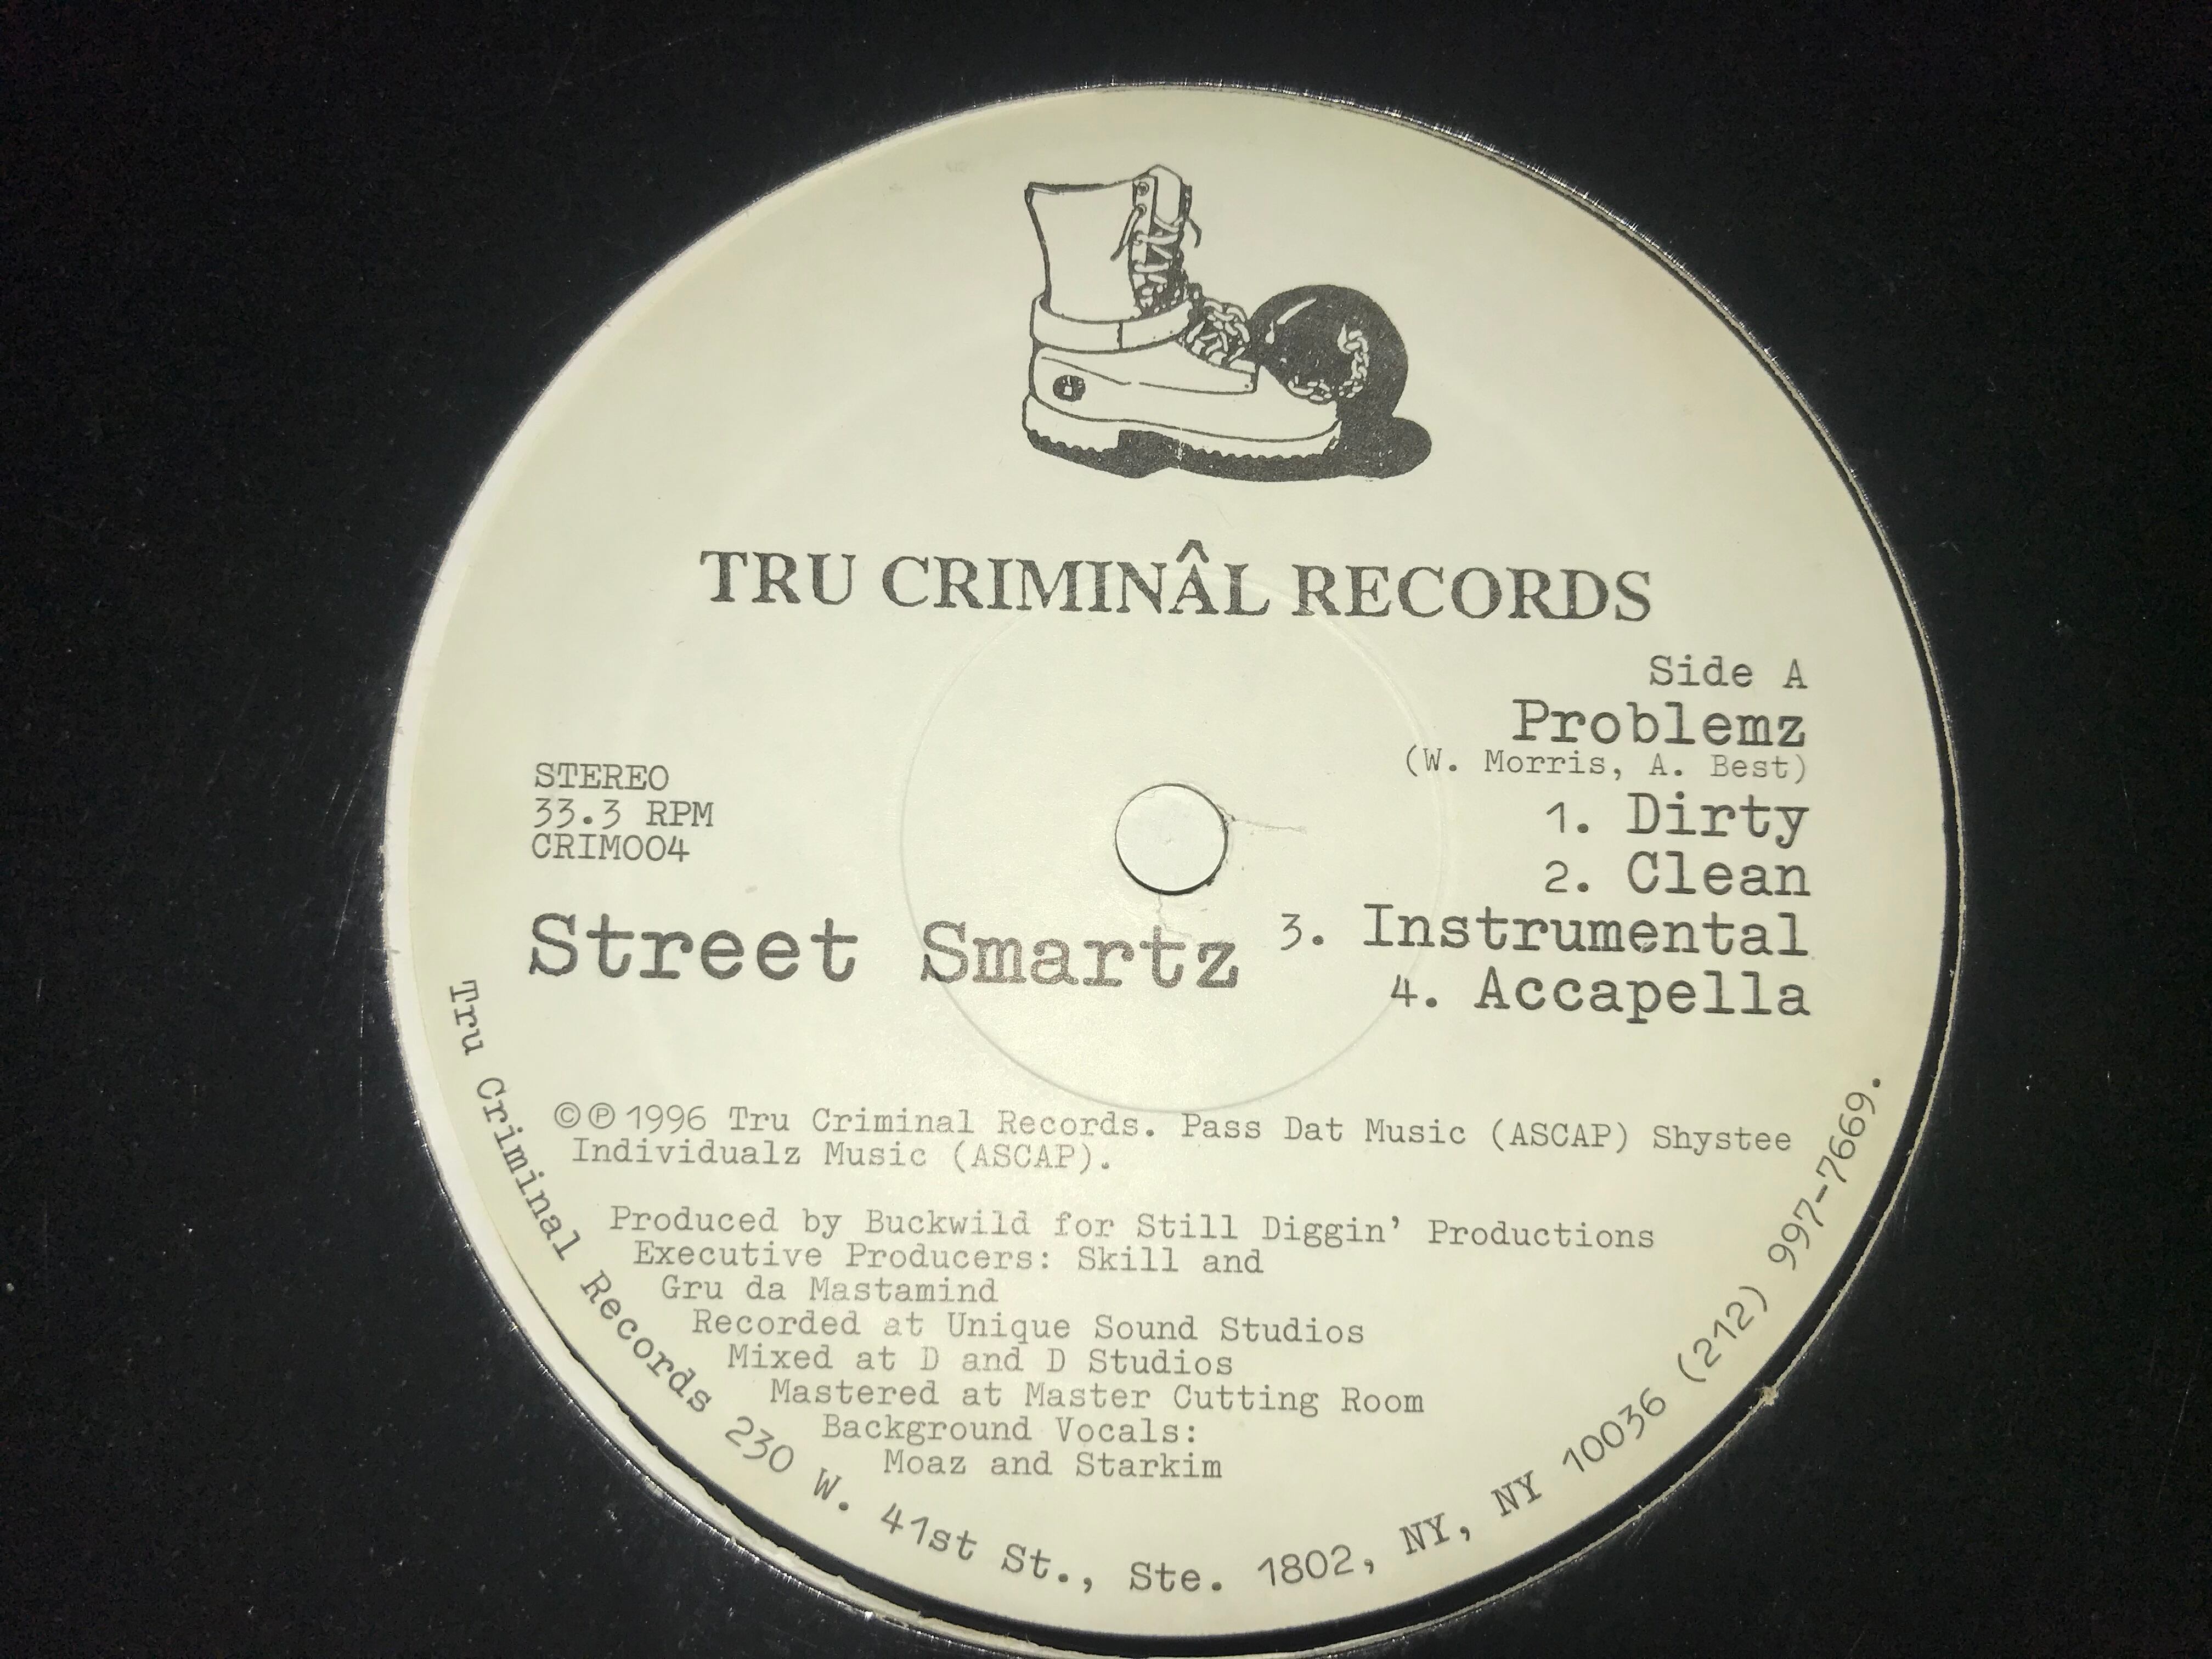 TRU CRIMINÂL RECORDS
Side A
Problemz
(W. Morris, A. Best)
1. Dirty
2. Clean
3. Instrumental
4. Accapella
STEREO
33.3 RPM
CRIM004
Street Smartz
©℗1996 Tru Criminal Records. Pass Dat Music (ASCAP) Shystee
Individualz Music (ASCAP).
Produced by Buckwild for Still Diggin' Productions
Executive Producers: Skill and
Gru da Mastamind
Recorded at Unique Sound Studios
Mixed at D and D Studios
Mastered at Master Cutting Room
Background Vocals:
Moaz and Starkim
Tru Criminal Records 230 W. 41st St., Ste. 1802, NY, NY 10036 (212) 997-7669.